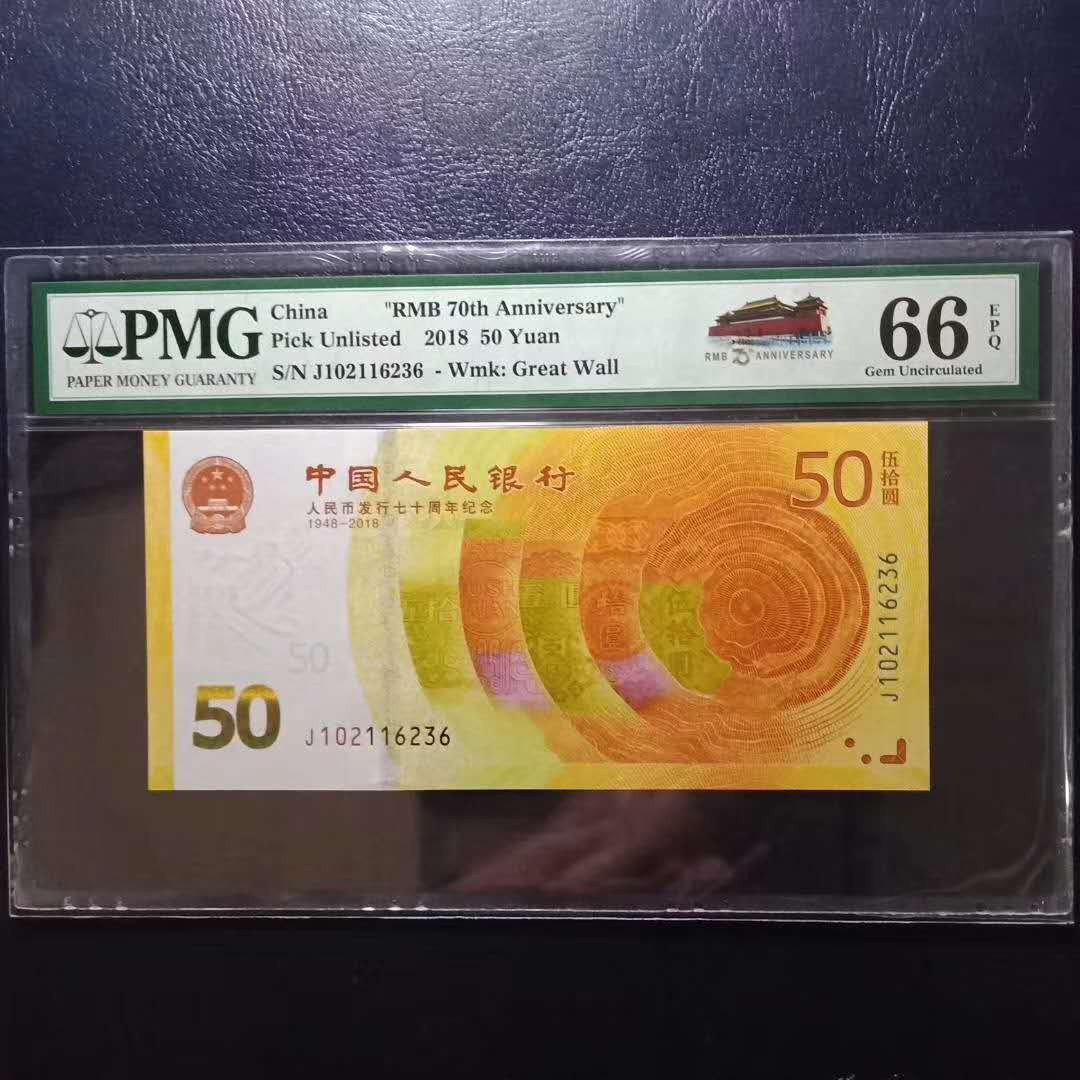 PMG
PAPER MONEY GUARANTY
China "RMB 70th Anniversary"
Pick Unlisted 2018 50 Yuan
S/N J102116236 - Wmk: Great Wall
RMB 70th ANNIVERSARY
66
EPQ
Gem Uncirculated
中国人民银行
人民币发行七十周年纪念
1948-2018
50
伍拾圆
J102116236
50
50
J102116236